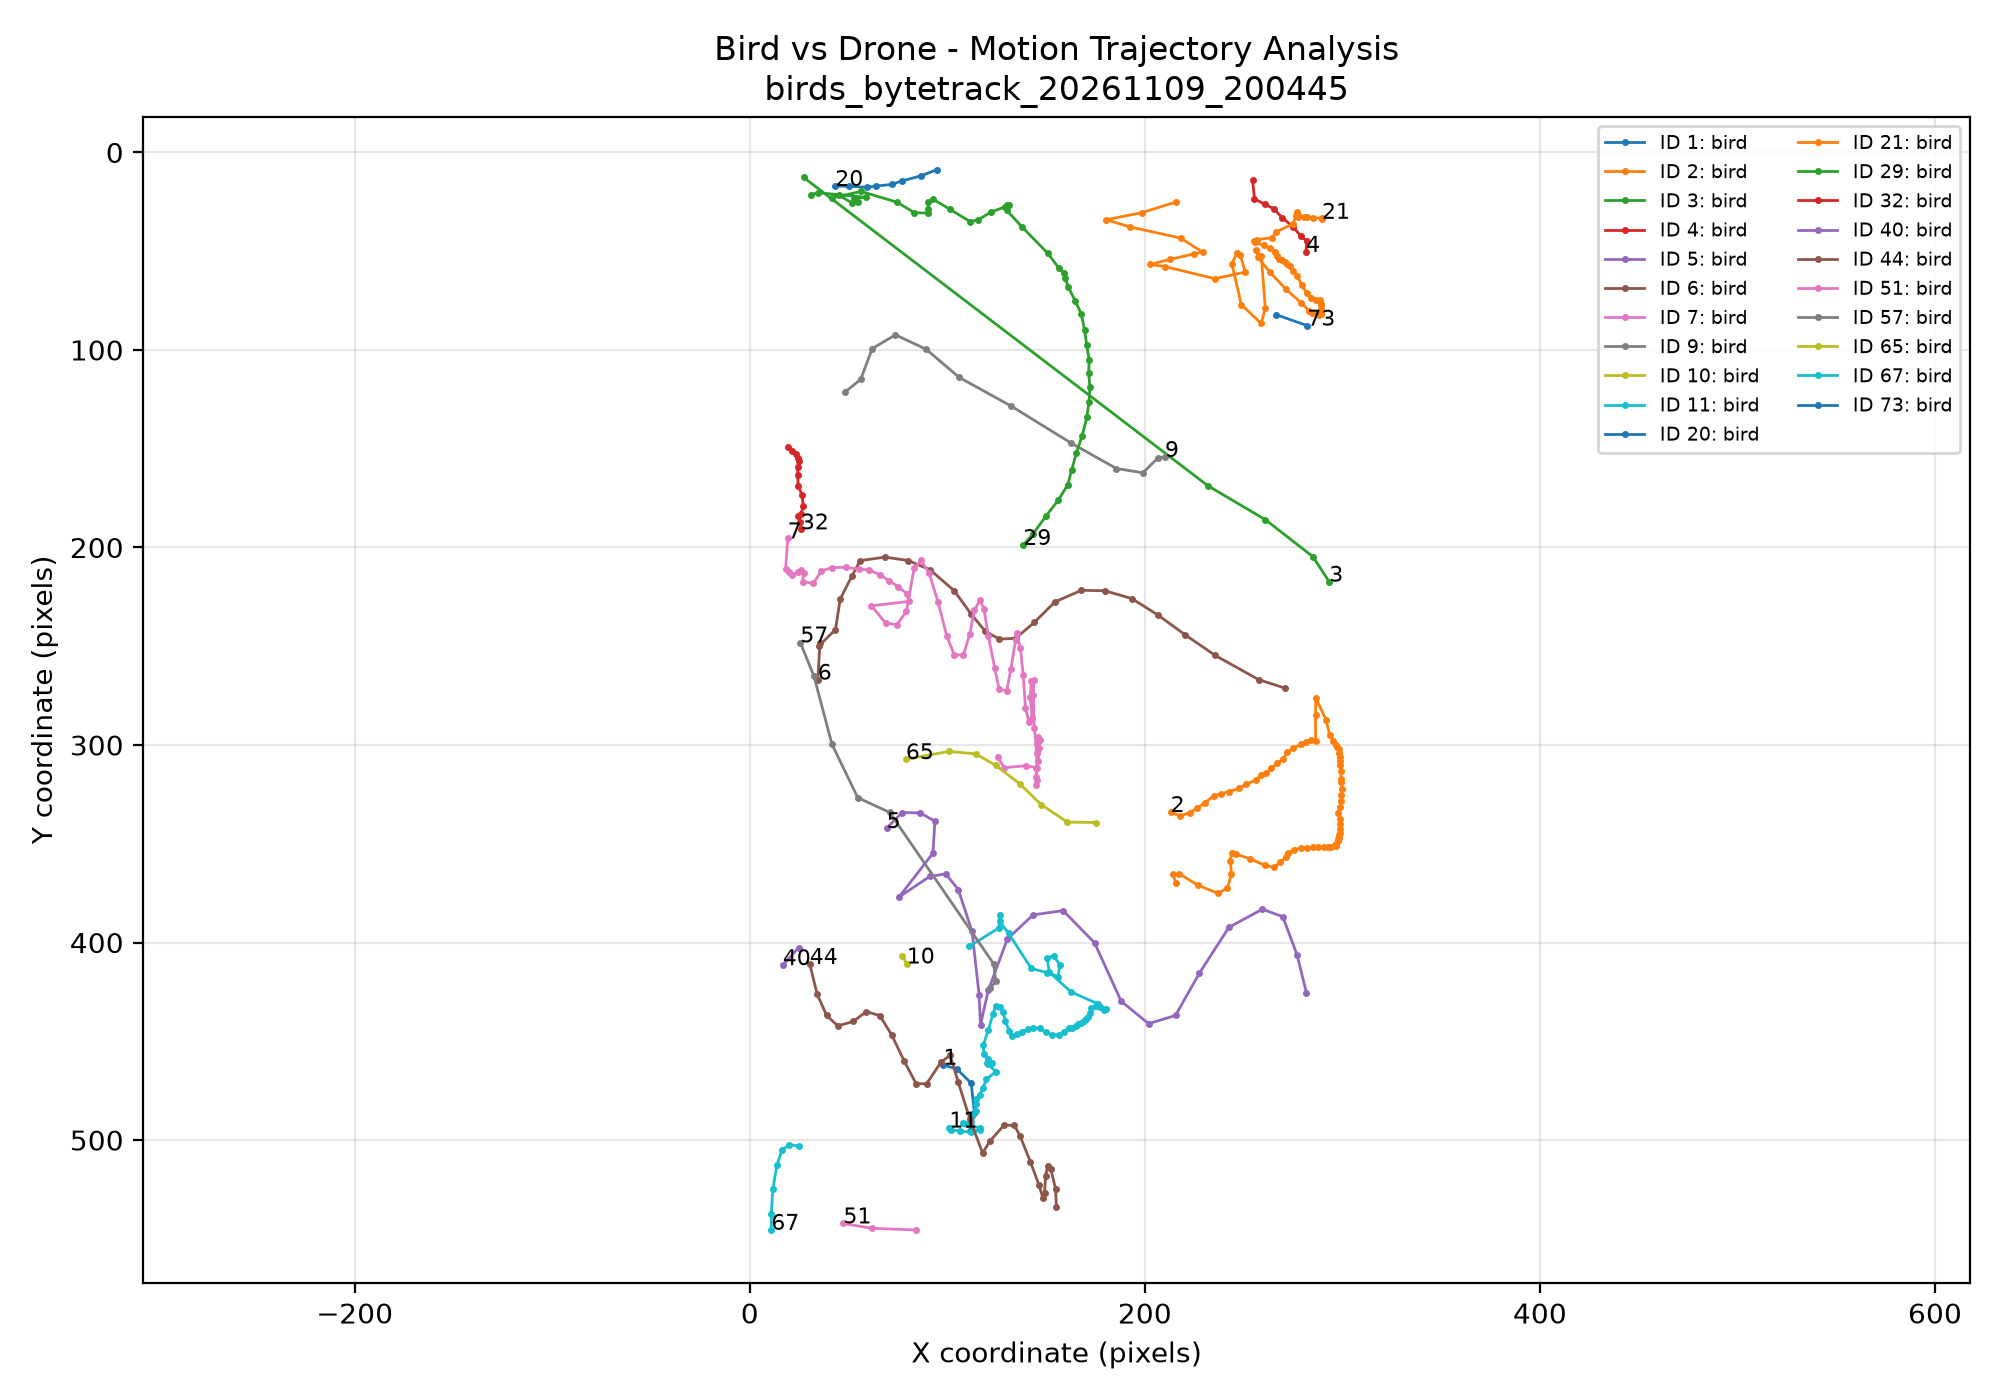 Bird vs Drone - Motion Trajectory Analysis
birds_bytetrack_20261109_200445
Y coordinate (pixels)
0
100
200
300
400
500
−200
0
200
400
600
X coordinate (pixels)
ID 1: bird
ID 2: bird
ID 3: bird
ID 4: bird
ID 5: bird
ID 6: bird
ID 7: bird
ID 9: bird
ID 10: bird
ID 11: bird
ID 20: bird
ID 21: bird
ID 29: bird
ID 32: bird
ID 40: bird
ID 44: bird
ID 51: bird
ID 57: bird
ID 65: bird
ID 67: bird
ID 73: bird
20
21
4
73
9
32
7
29
3
57
6
65
2
5
40
44
10
1
11
67
51